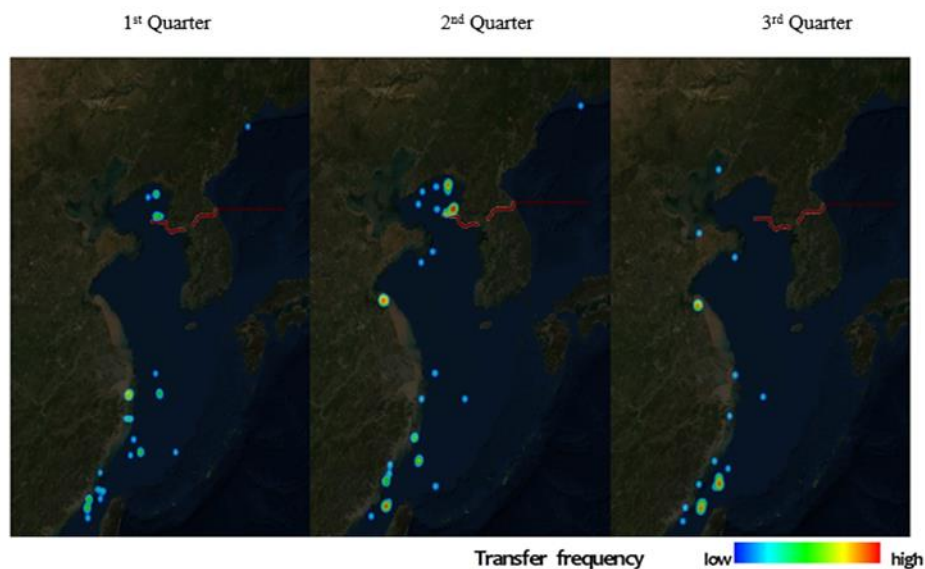 1st Quarter
2nd Quarter
3rd Quarter
Transfer frequency
low
high